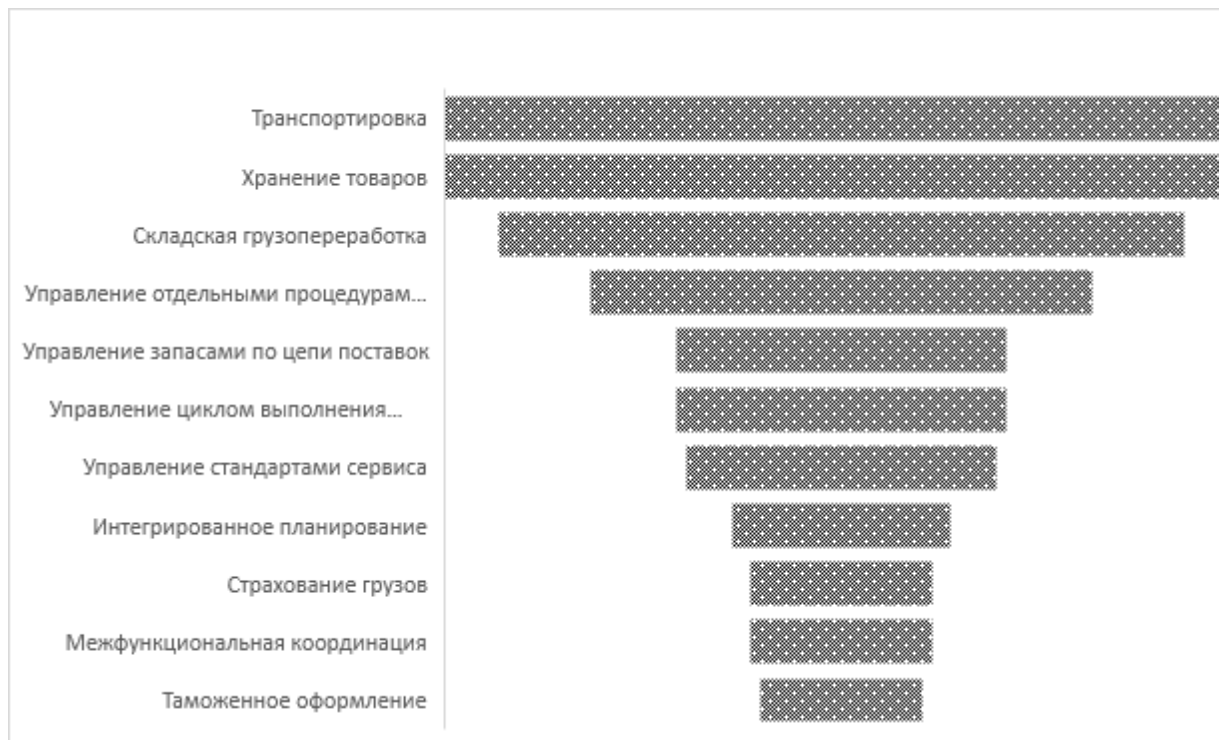 Транспортировка
Хранение товаров
Складская грузопереработка
Управление отдельными процедурам...
Управление запасами по цепи поставок
Управление циклом выполнения...
Управление стандартами сервиса
Интегрированное планирование
Страхование грузов
Межфункциональная координация
Таможенное оформление